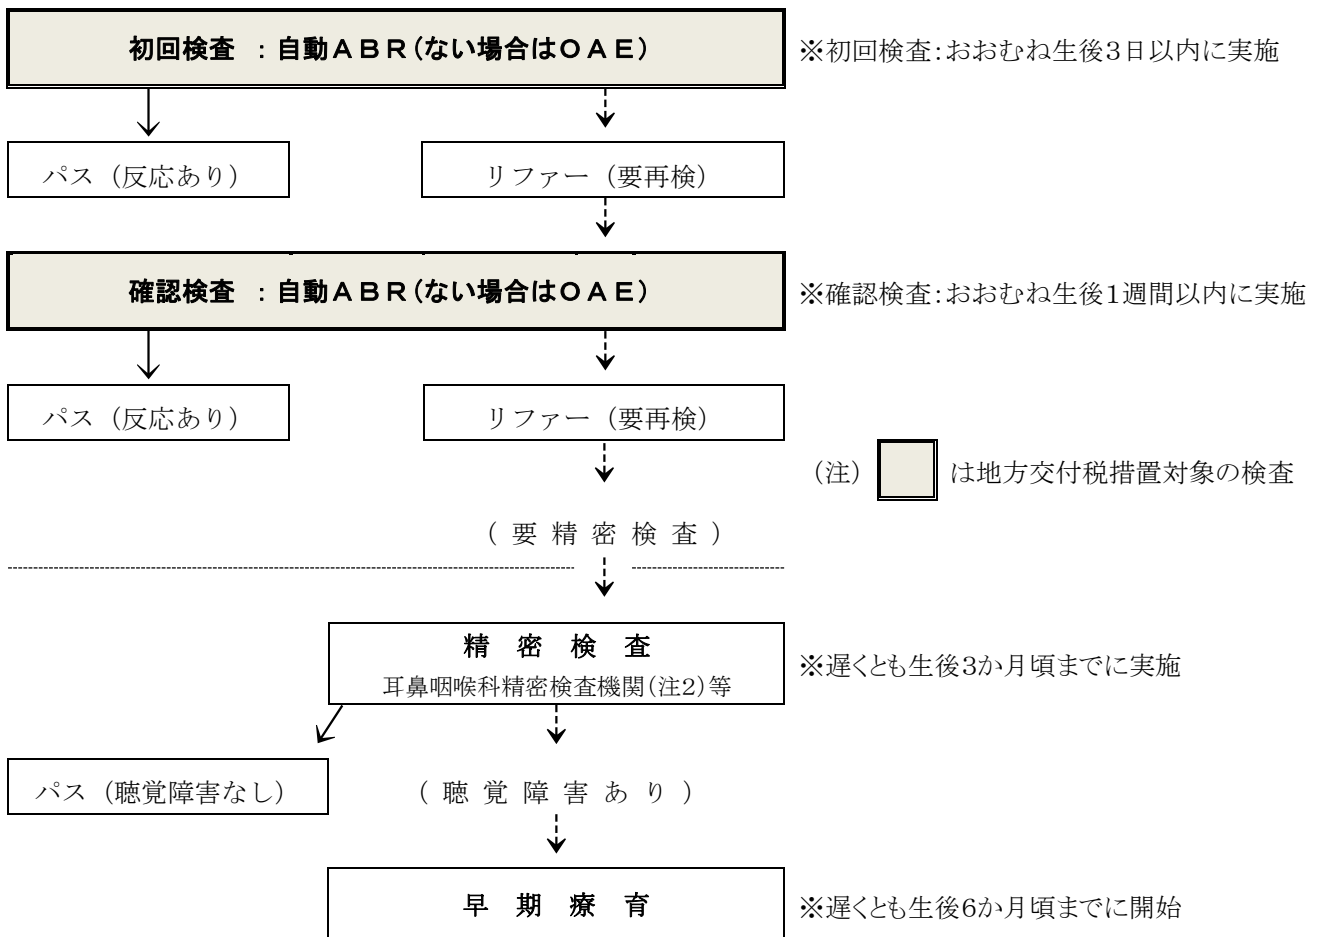 初回検査 ：自動ＡＢＲ（ない場合はＯＡＥ）
※初回検査：おおむね生後３日以内に実施
パス（反応あり）
リファー（要再検）
確認検査 ：自動ＡＢＲ（ない場合はＯＡＥ）
※確認検査：おおむね生後１週間以内に実施
パス（反応あり）
リファー（要再検）
（注） は地方交付税措置対象の検査
（ 要 精 密 検 査 ）
精 密 検 査
耳鼻咽喉科精密検査機関（注２）等
※遅くとも生後３か月頃までに実施
パス（聴覚障害なし）
（ 聴 覚 障 害 あ り ）
早 期 療 育
※遅くとも生後６か月頃までに開始